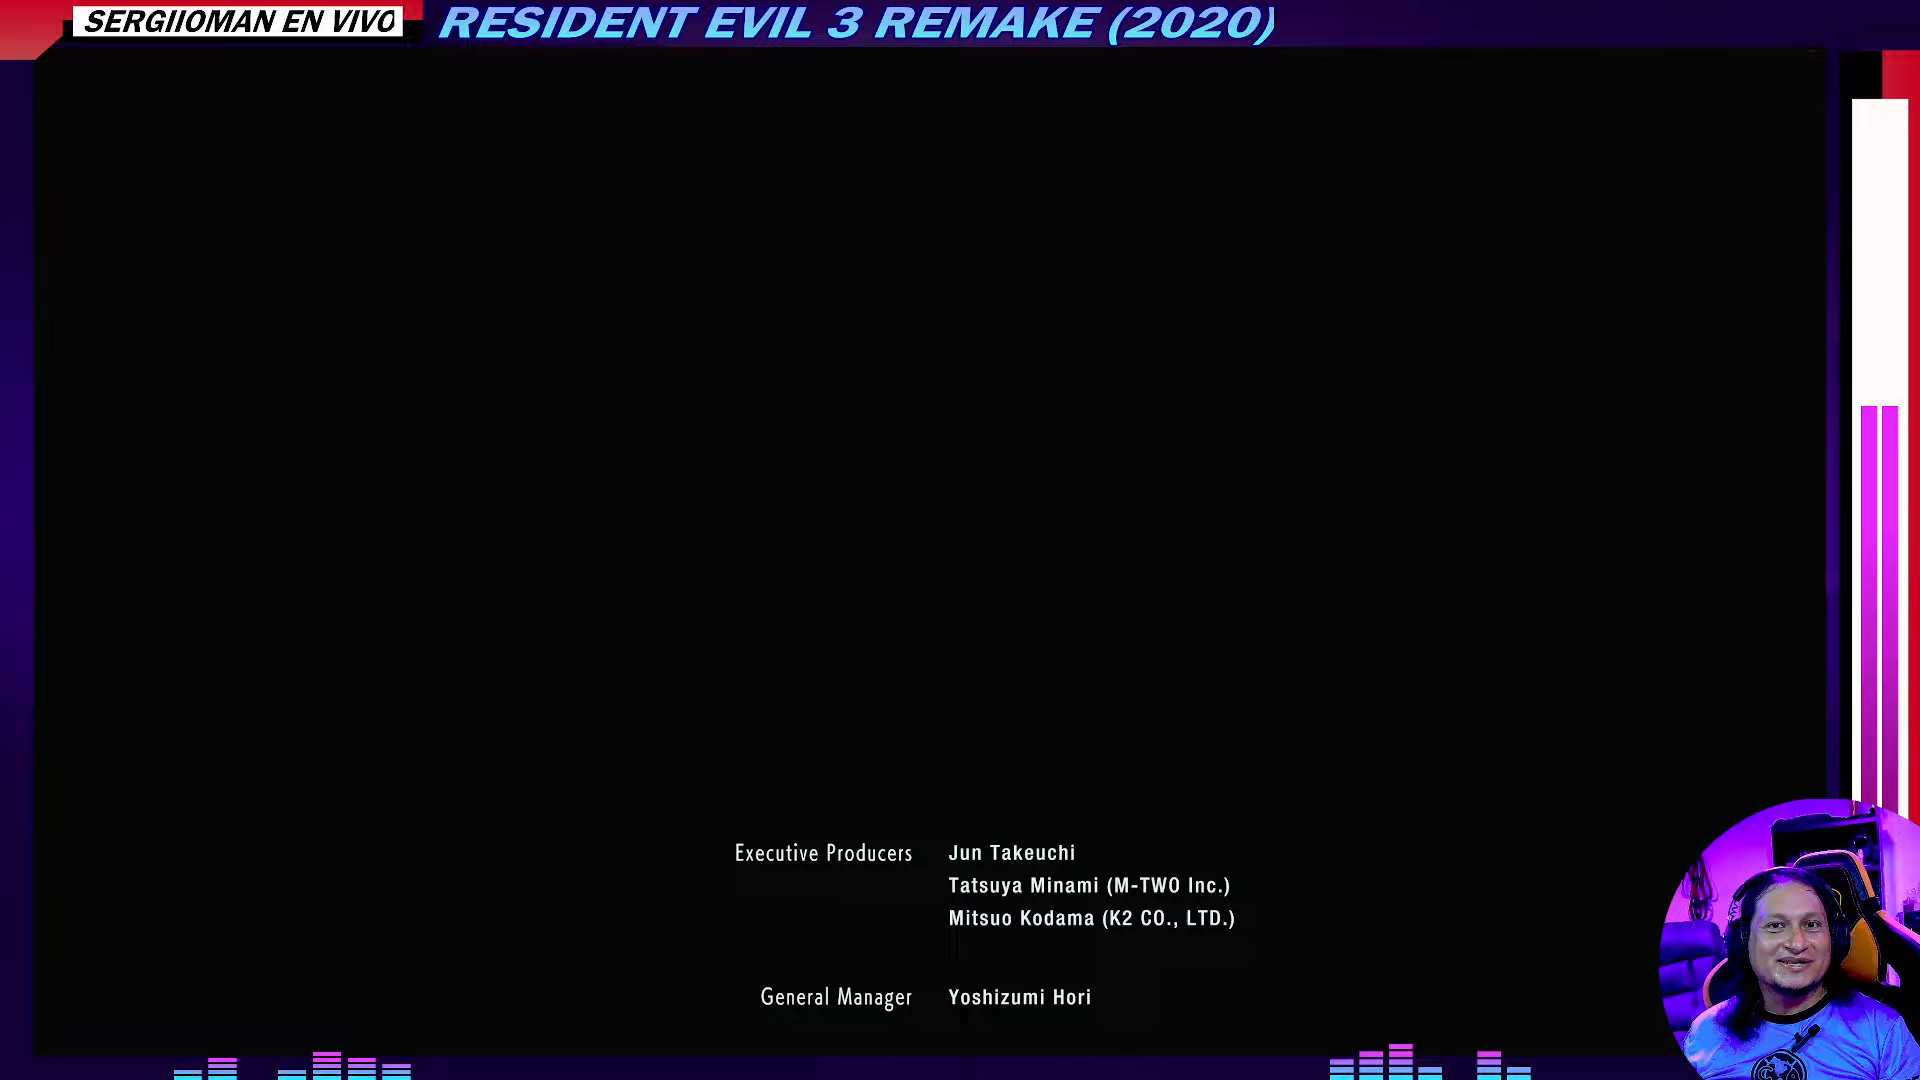 SERGIIOMAN EN VIVO
RESIDENT EVIL 3 REMAKE (2020)
Executive Producers Jun Takeuchi
Tatsuya Minami (M-TWO Inc.)
Mitsuo Kodama (K2 CO., LTD.)
General Manager Yoshizumi Hori